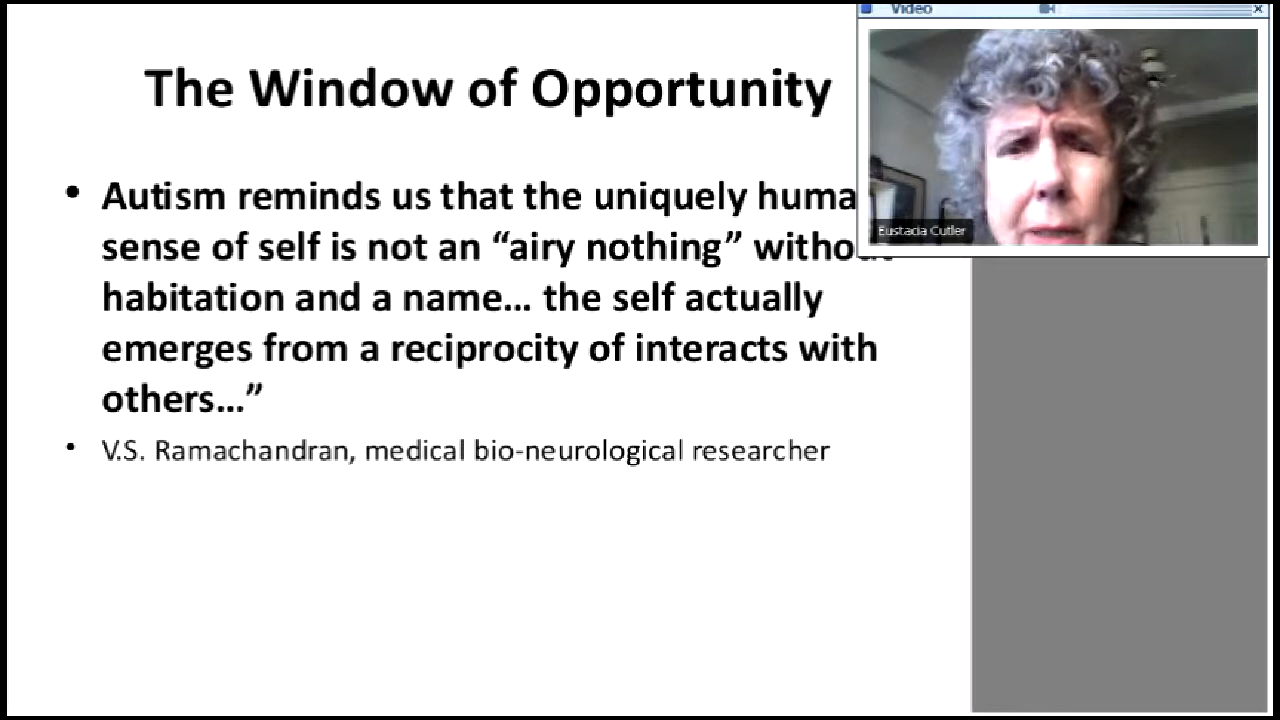 Video
The Window of Opportunity
• Autism reminds us that the uniquely huma
sense of self is not an “airy nothing” without
habitation and a name… the self actually
emerges from a reciprocity of interacts with
others…”
• V.S. Ramachandran, medical bio-neurological researcher
Eustacia Cutler